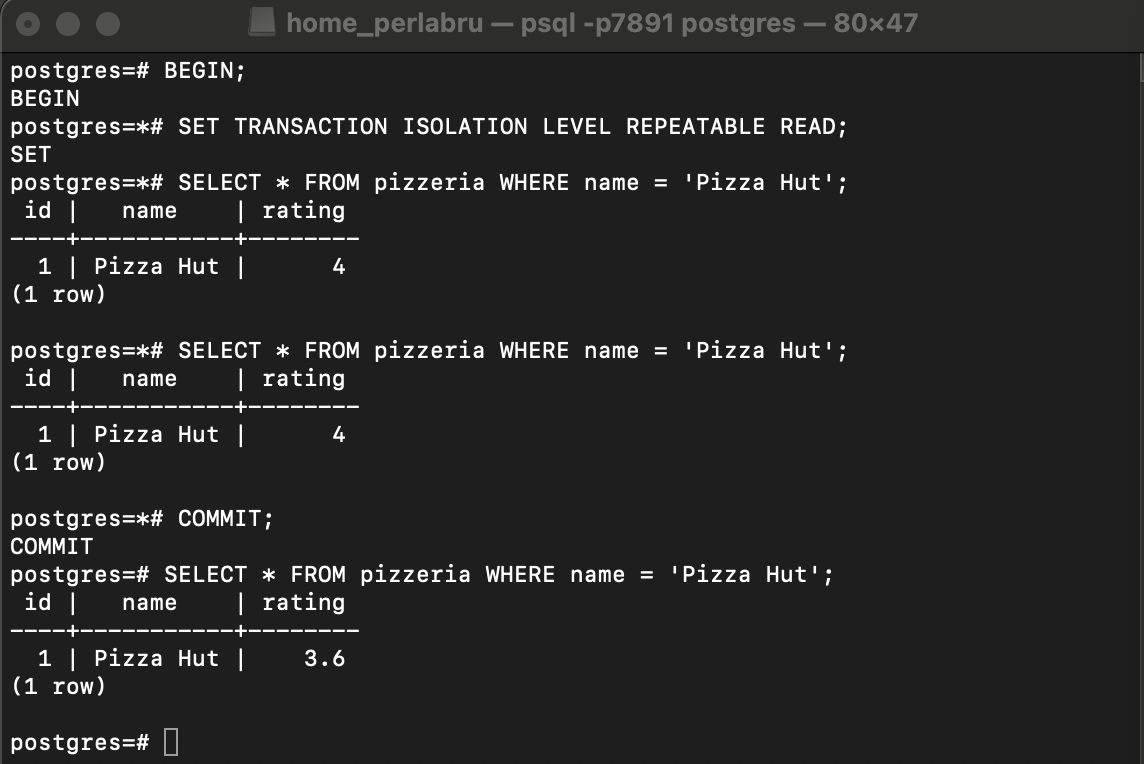 home_perlabru — psql -p7891 postgres — 80×47
postgres=# BEGIN;
BEGIN
postgres=*# SET TRANSACTION ISOLATION LEVEL REPEATABLE READ;
SET
postgres=*# SELECT * FROM pizzeria WHERE name = 'Pizza Hut';
 id |   name    | rating
----+-----------+--------
  1 | Pizza Hut |      4
(1 row)

postgres=*# SELECT * FROM pizzeria WHERE name = 'Pizza Hut';
 id |   name    | rating
----+-----------+--------
  1 | Pizza Hut |      4
(1 row)

postgres=*# COMMIT;
COMMIT
postgres=# SELECT * FROM pizzeria WHERE name = 'Pizza Hut';
 id |   name    | rating
----+-----------+--------
  1 | Pizza Hut |    3.6
(1 row)

postgres=#